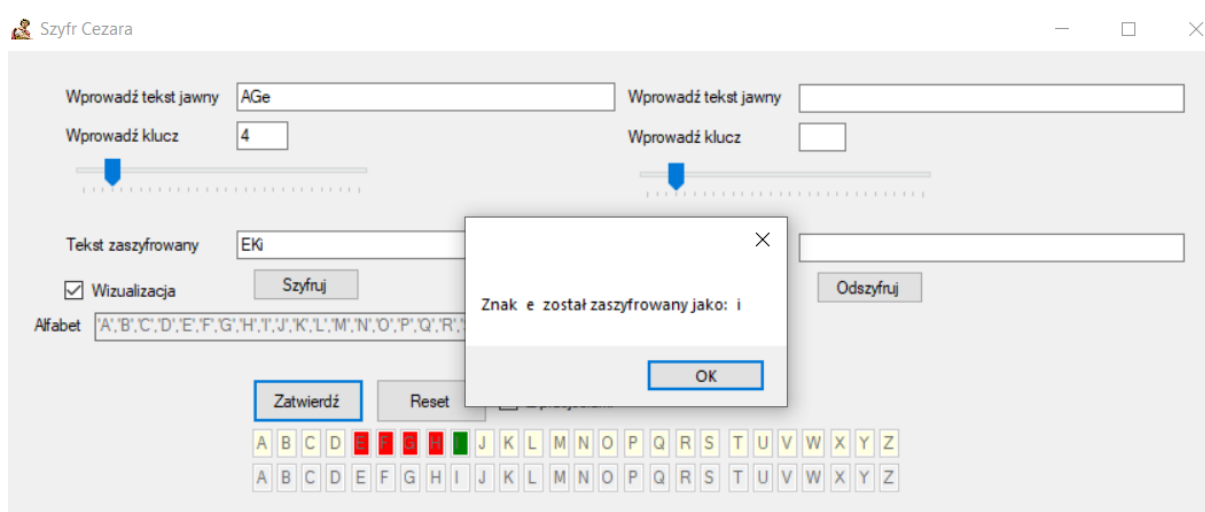 Szyfr Cezara
Wprowadź tekst jawny AGe Wprowadź tekst jawny
Wprowadź klucz 4 Wprowadź klucz
Tekst zaszyfrowany EKi
Wizualizacja Szyfruj Odszyfruj
Znak e został zaszyfrowany jako: i
Alfabet 'A','B','C','D','E','F','G','H','I','J','K','L','M','N','O','P','Q','R',
OK
Zatwierdź Reset
A B C D E F G H I J K L M N O P Q R S T U V W X Y Z
A B C D E F G H I J K L M N O P Q R S T U V W X Y Z